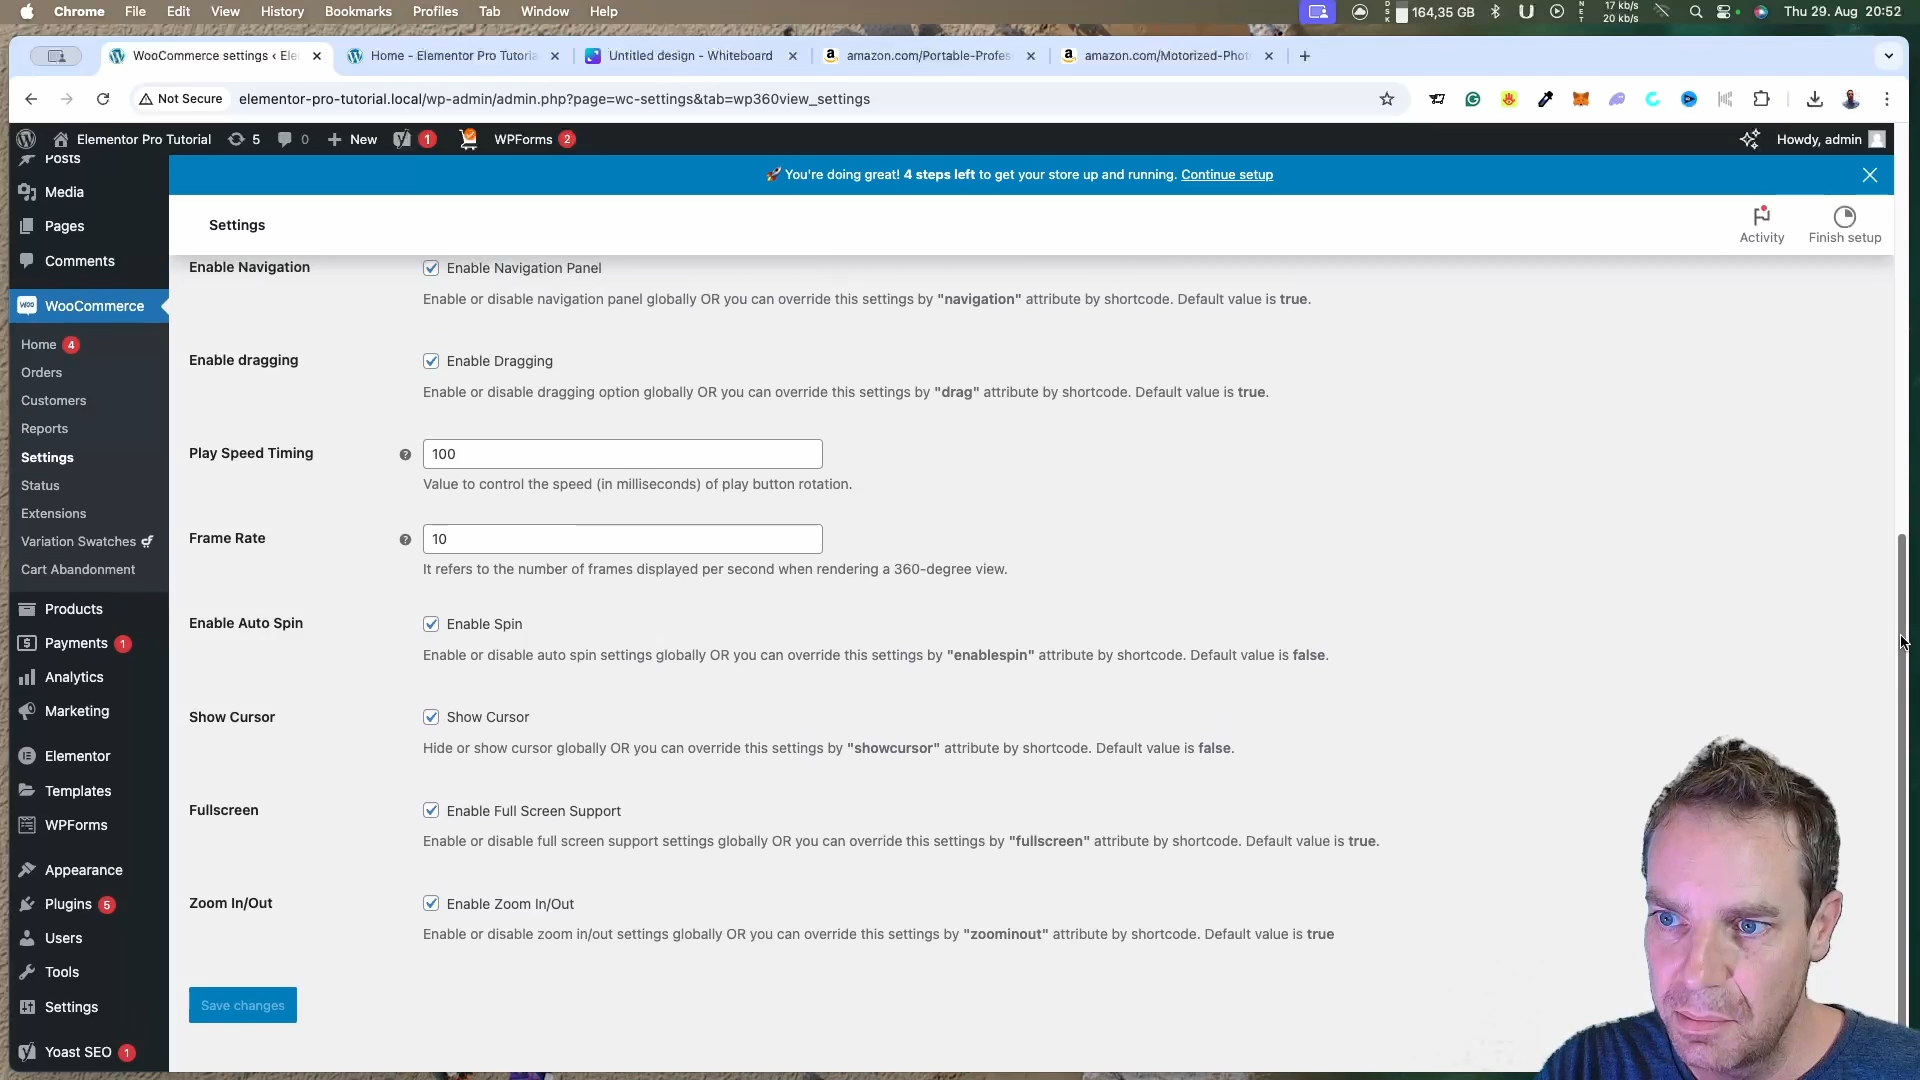 Chrome File Edit View History Bookmarks Profiles Tab Window Help
164,35 GB 17 kb/s 20 kb/s Thu 29. Aug 20:52
WooCommerce settings ‹ Ele
Home - Elementor Pro Tutoria
Untitled design - Whiteboard
amazon.com/Portable-Profes
amazon.com/Motorized-Phot
Not Secure elementor-pro-tutorial.local/wp-admin/admin.php?page=wc-settings&tab=wp360view_settings
Elementor Pro Tutorial 5 0 New 1 WPForms 2 Howdy, admin
Posts
Media
Pages
Comments
WooCommerce
Home 4
Orders
Customers
Reports
Settings
Status
Extensions
Variation Swatches
Cart Abandonment
Products
Payments 1
Analytics
Marketing
Elementor
Templates
WPForms
Appearance
Plugins 5
Users
Tools
Settings
Yoast SEO 1
🚀 You're doing great! 4 steps left to get your store up and running. Continue setup
Settings
Activity
Finish setup
Enable Navigation
Enable Navigation Panel
Enable or disable navigation panel globally OR you can override this settings by "navigation" attribute by shortcode. Default value is true.
Enable dragging
Enable Dragging
Enable or disable dragging option globally OR you can override this settings by "drag" attribute by shortcode. Default value is true.
Play Speed Timing
100
Value to control the speed (in milliseconds) of play button rotation.
Frame Rate
10
It refers to the number of frames displayed per second when rendering a 360-degree view.
Enable Auto Spin
Enable Spin
Enable or disable auto spin settings globally OR you can override this settings by "enablespin" attribute by shortcode. Default value is false.
Show Cursor
Show Cursor
Hide or show cursor globally OR you can override this settings by "showcursor" attribute by shortcode. Default value is false.
Fullscreen
Enable Full Screen Support
Enable or disable full screen support settings globally OR you can override this settings by "fullscreen" attribute by shortcode. Default value is true.
Zoom In/Out
Enable Zoom In/Out
Enable or disable zoom in/out settings globally OR you can override this settings by "zoominout" attribute by shortcode. Default value is true
Save changes